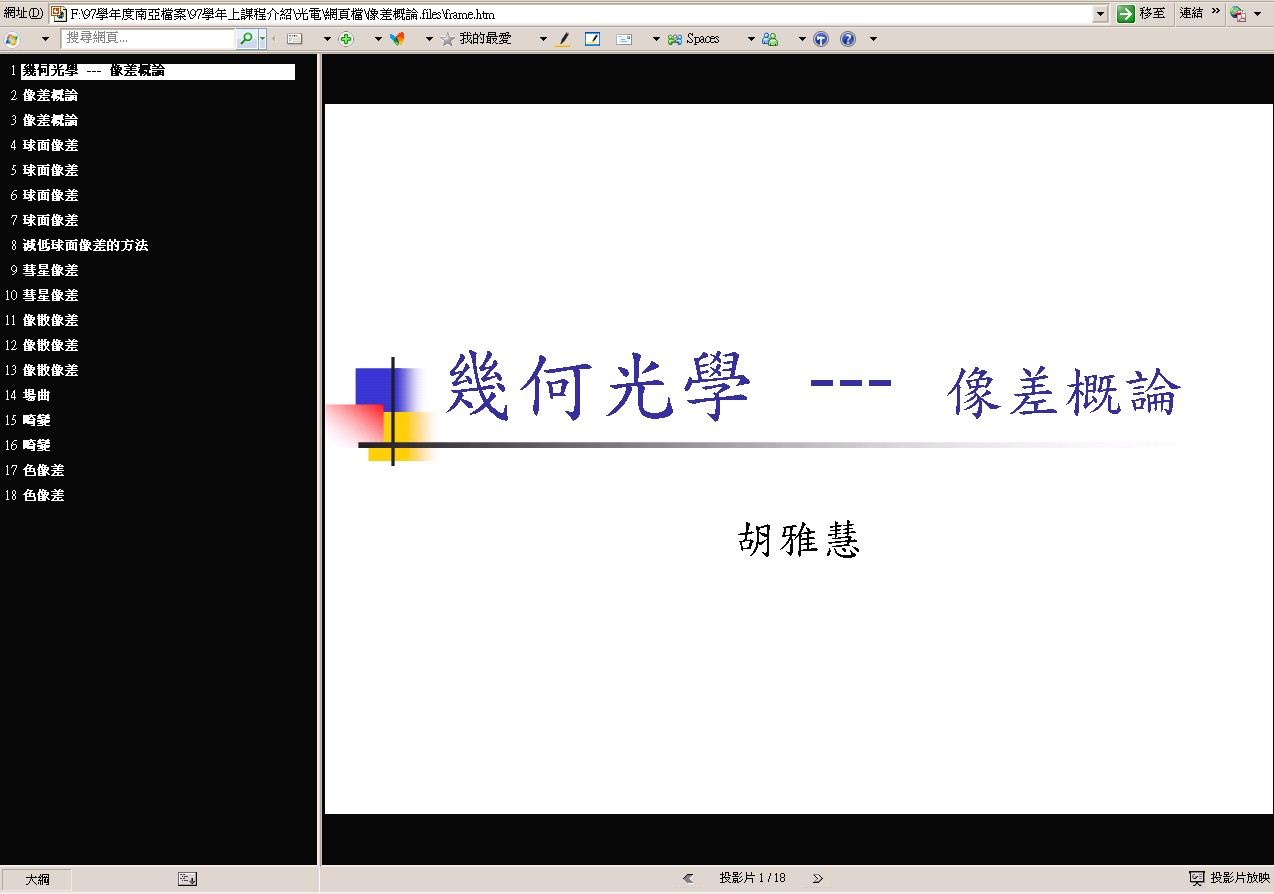 網址(D) F:\97學年度南亞檔案\97學年上課程介紹\光電\網頁檔\像差概論.files\frame.htm 移至 連結 »
搜尋網頁... 我的最愛 Spaces
1 幾何光學 --- 像差概論
2 像差概論
3 像差概論
4 球面像差
5 球面像差
6 球面像差
7 球面像差
8 減低球面像差的方法
9 彗星像差
10 彗星像差
11 像散像差
12 像散像差
13 像散像差
14 場曲
15 畸變
16 畸變
17 色像差
18 色像差
幾何光學 --- 像差概論
胡雅慧
大綱 投影片 1 / 18 投影片放映